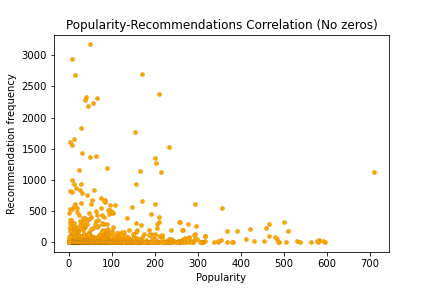 Popularity-Recommendations Correlation (No zeros)
Recommendation frequency
3000
2500
2000
1500
1000
500
0
0 100 200 300 400 500 600 700
Popularity